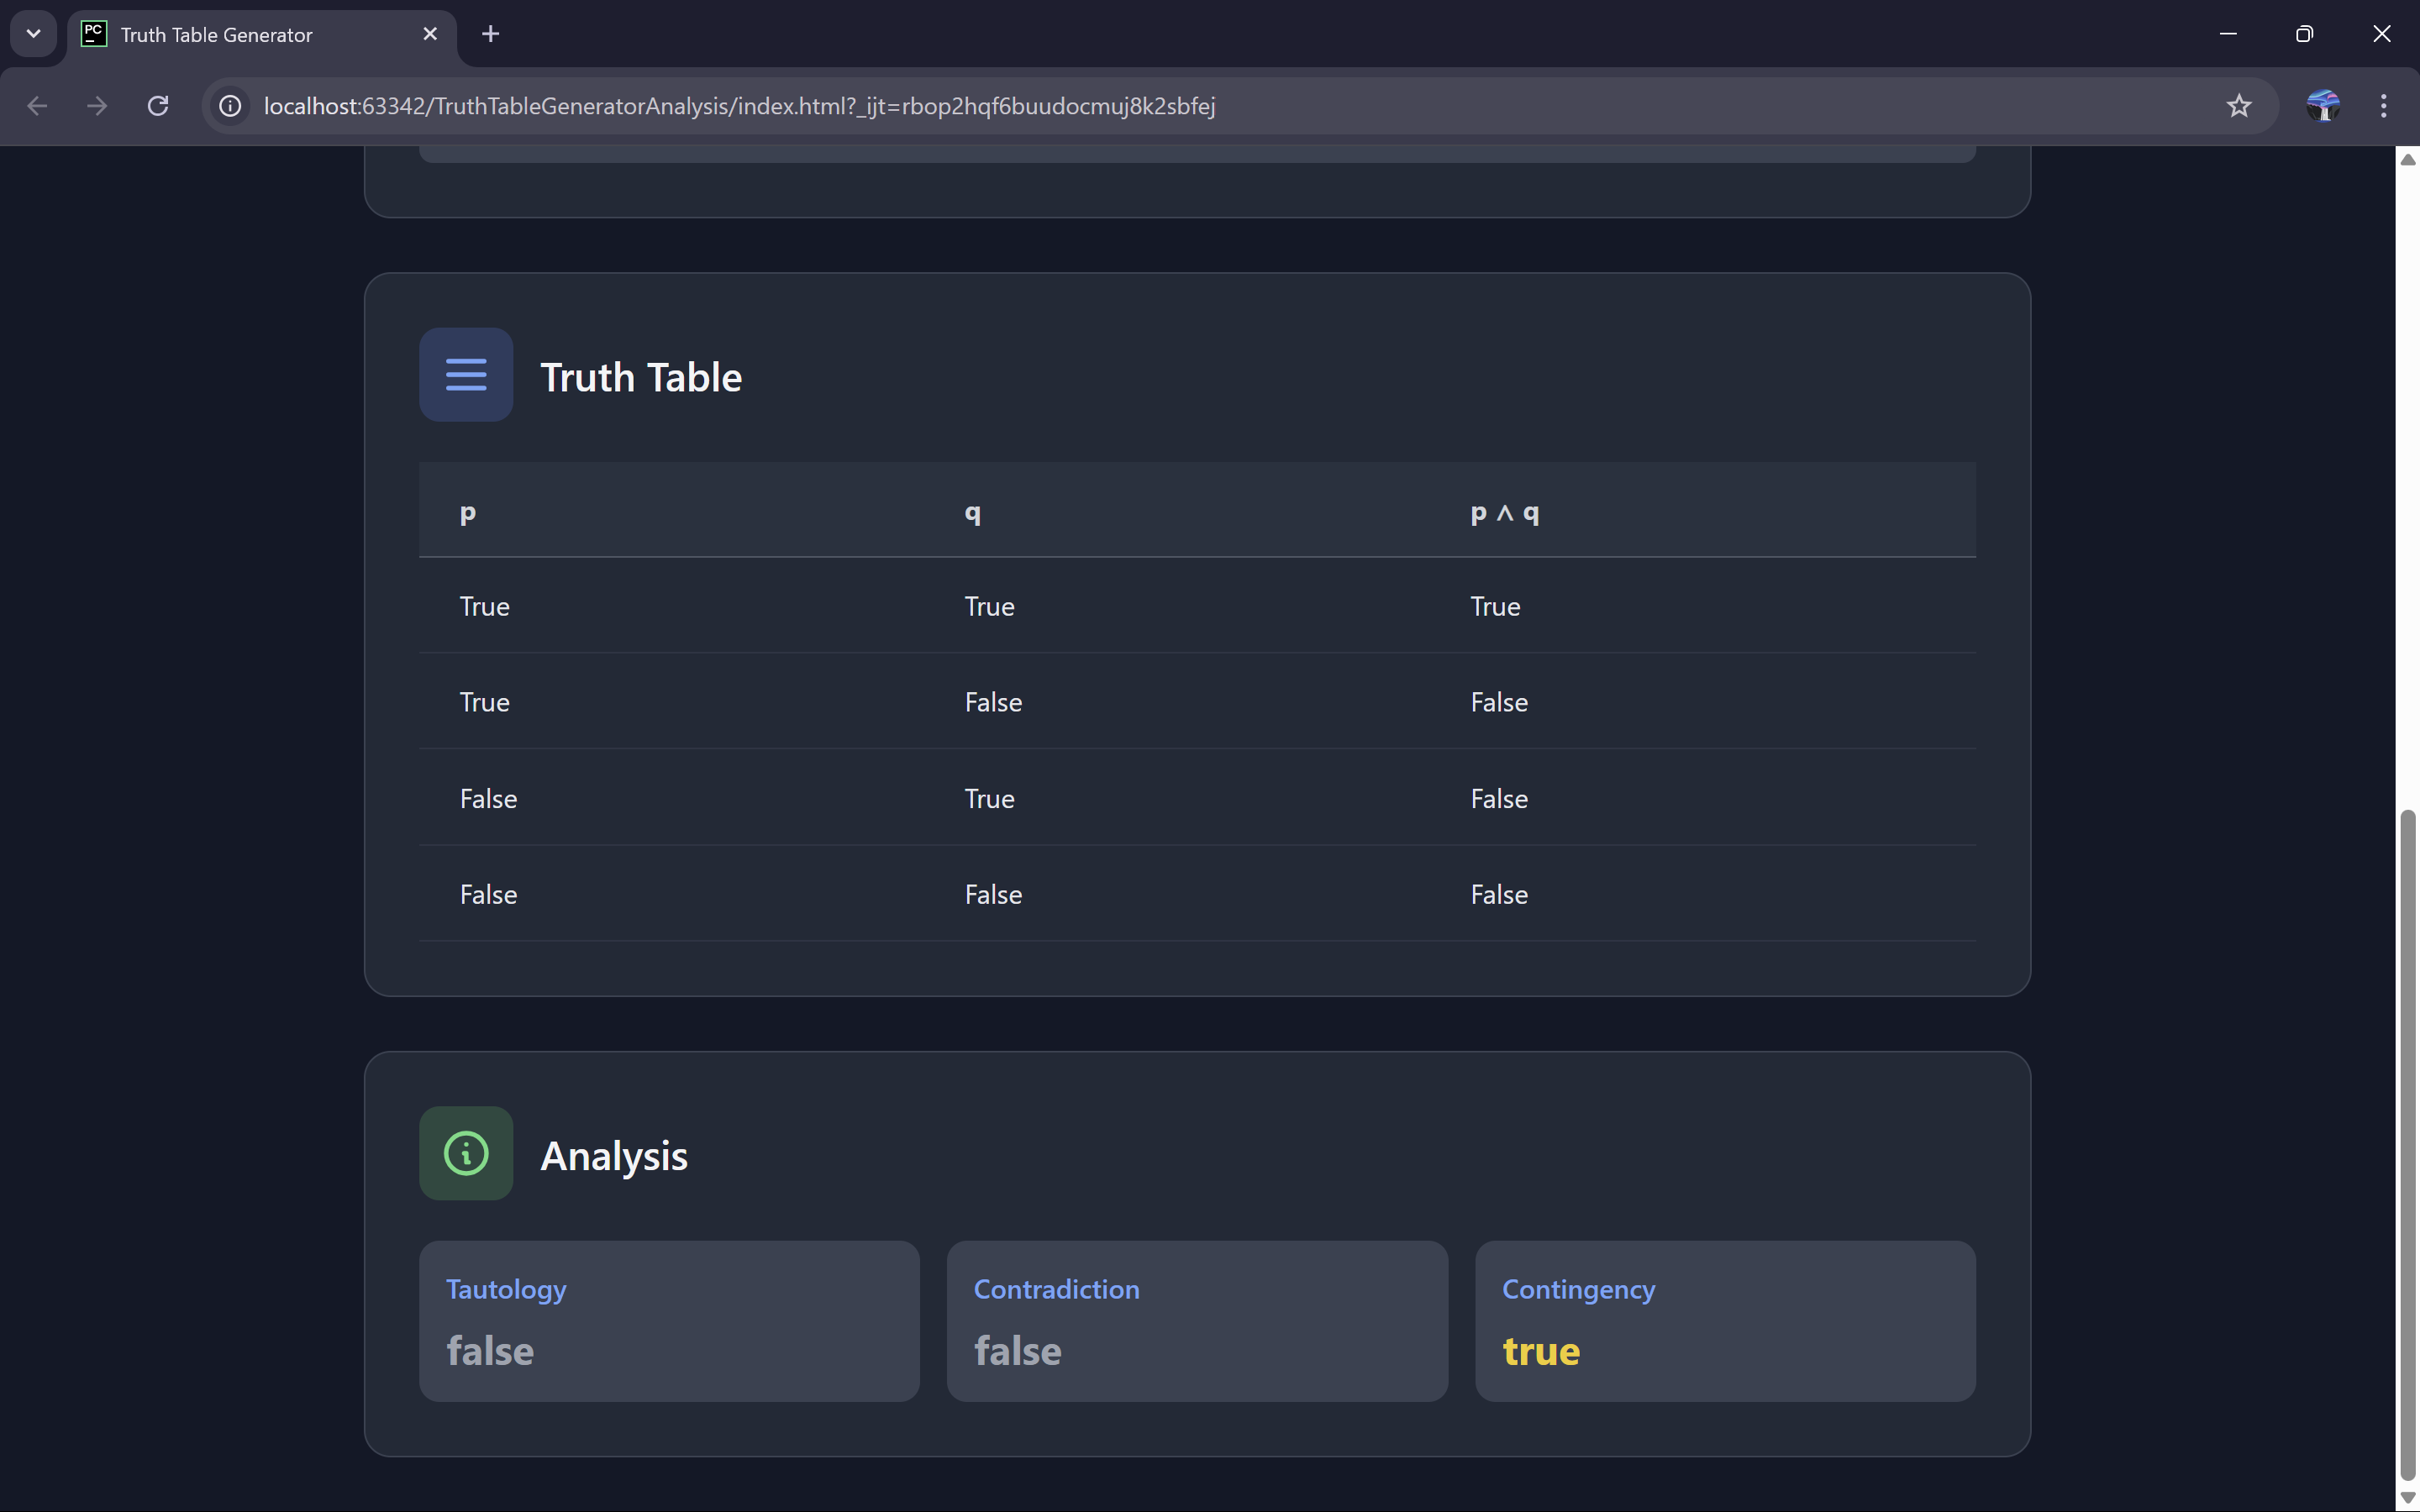 PC
Truth Table Generator
localhost:63342/TruthTableGeneratorAnalysis/index.html?_ijt=rbop2hqf6buudocmuj8k2sbfej
Truth Table
p q p ∧ q
True True True
True False False
False True False
False False False
Analysis
Tautology Contradiction Contingency
false false true